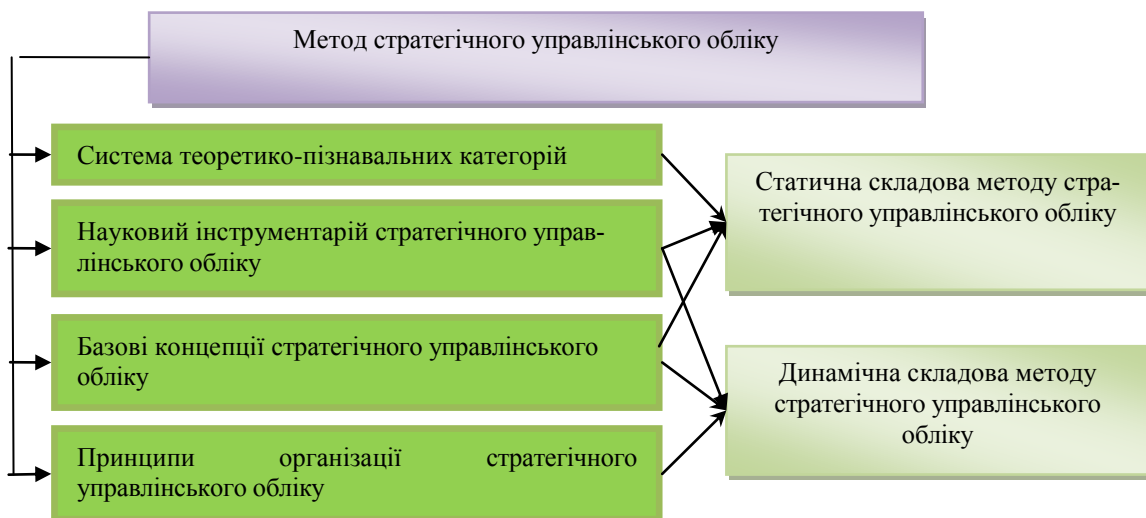 Метод стратегічного управлінського обліку
Система теоретико-пізнавальних категорій
Науковий інструментарій стратегічного управ-
лінського обліку
Базові концепції стратегічного управлінського
обліку
Принципи організації стратегічного
управлінського обліку
Статична складова методу стра-
тегічного управлінського обліку
Динамічна складова методу
стратегічного управлінського
обліку